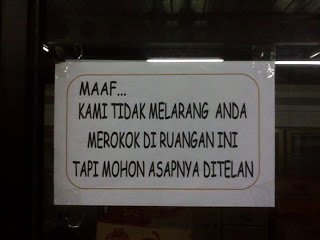 MAAF...
KAMI TIDAK MELARANG ANDA
MEROKOK DI RUANGAN INI
TAPI MOHON ASAPNYA DITELAN